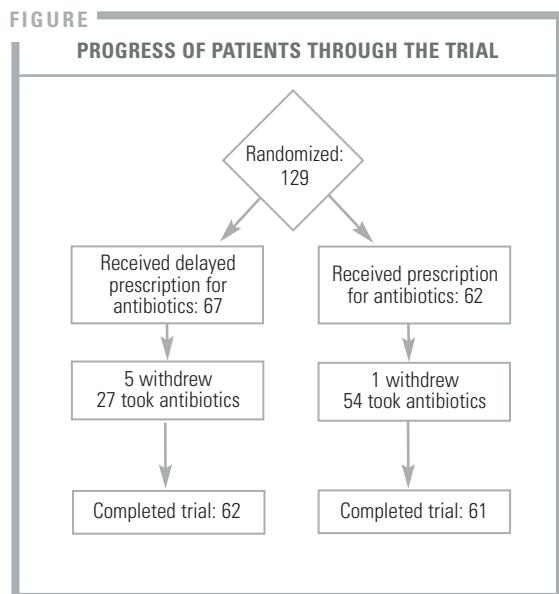 FIGURE
PROGRESS OF PATIENTS THROUGH THE TRIAL
Randomized:
129
Received delayed
prescription for
antibiotics: 67
Received prescription
for antibiotics: 62
5 withdrew
27 took antibiotics
1 withdrew
54 took antibiotics
Completed trial: 62
Completed trial: 61